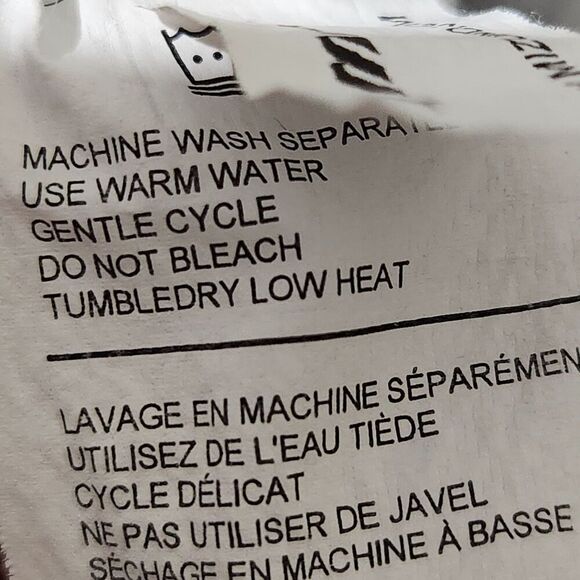 MACHINE WASH SEPARATE
USE WARM WATER
GENTLE CYCLE
DO NOT BLEACH
TUMBLEDRY LOW HEAT
LAVAGE EN MACHINE SÉPARÉMEN
UTILISEZ DE L'EAU TIÈDE
CYCLE DÉLICAT
NE PAS UTILISER DE JAVEL
SÉCHAGE EN MACHINE À BASSE